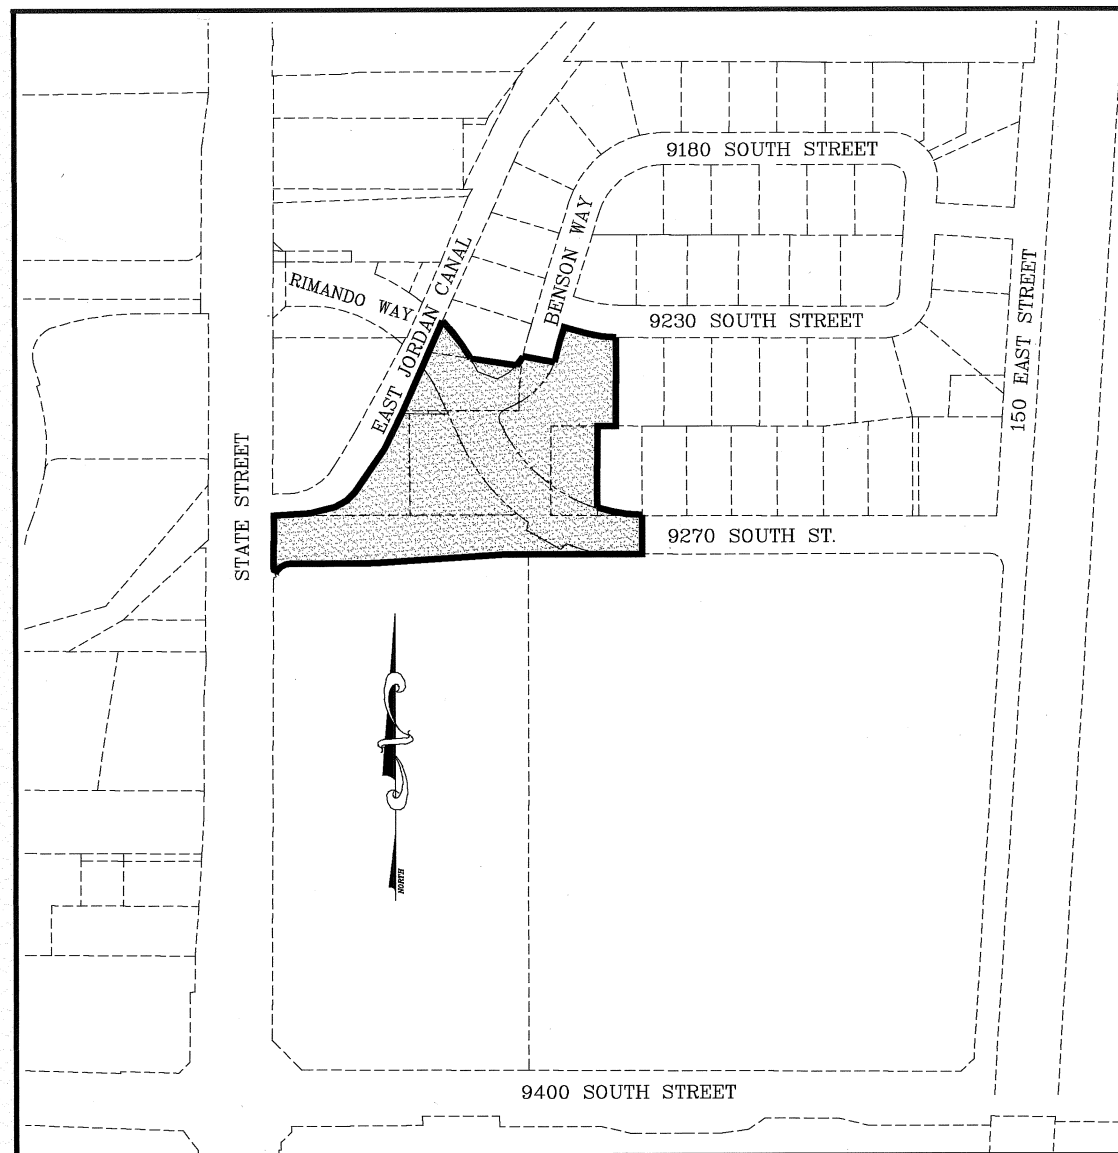 9180 SOUTH STREET
BENSON WAY
EAST JORDAN CANAL
RIMANDO WAY
9230 SOUTH STREET
150 EAST STREET
STATE STREET
9270 SOUTH ST.
NORTH
9400 SOUTH STREET